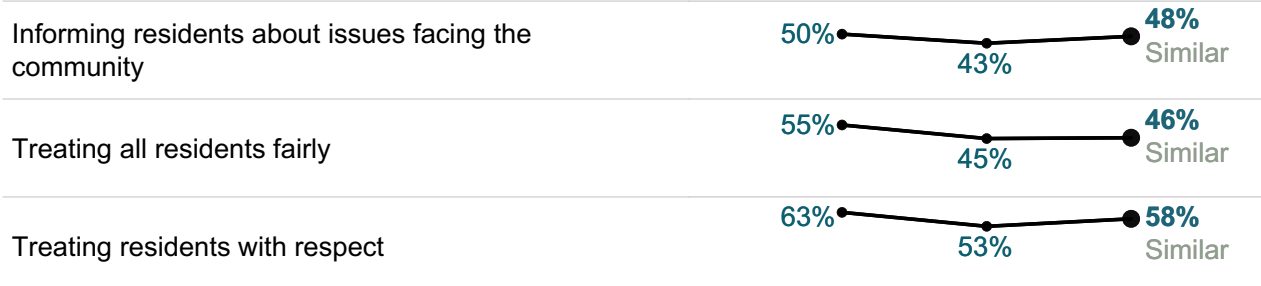 Informing residents about issues facing the
community
50%
43%
48%
Similar
Treating all residents fairly
55%
45%
46%
Similar
Treating residents with respect
63%
53%
58%
Similar